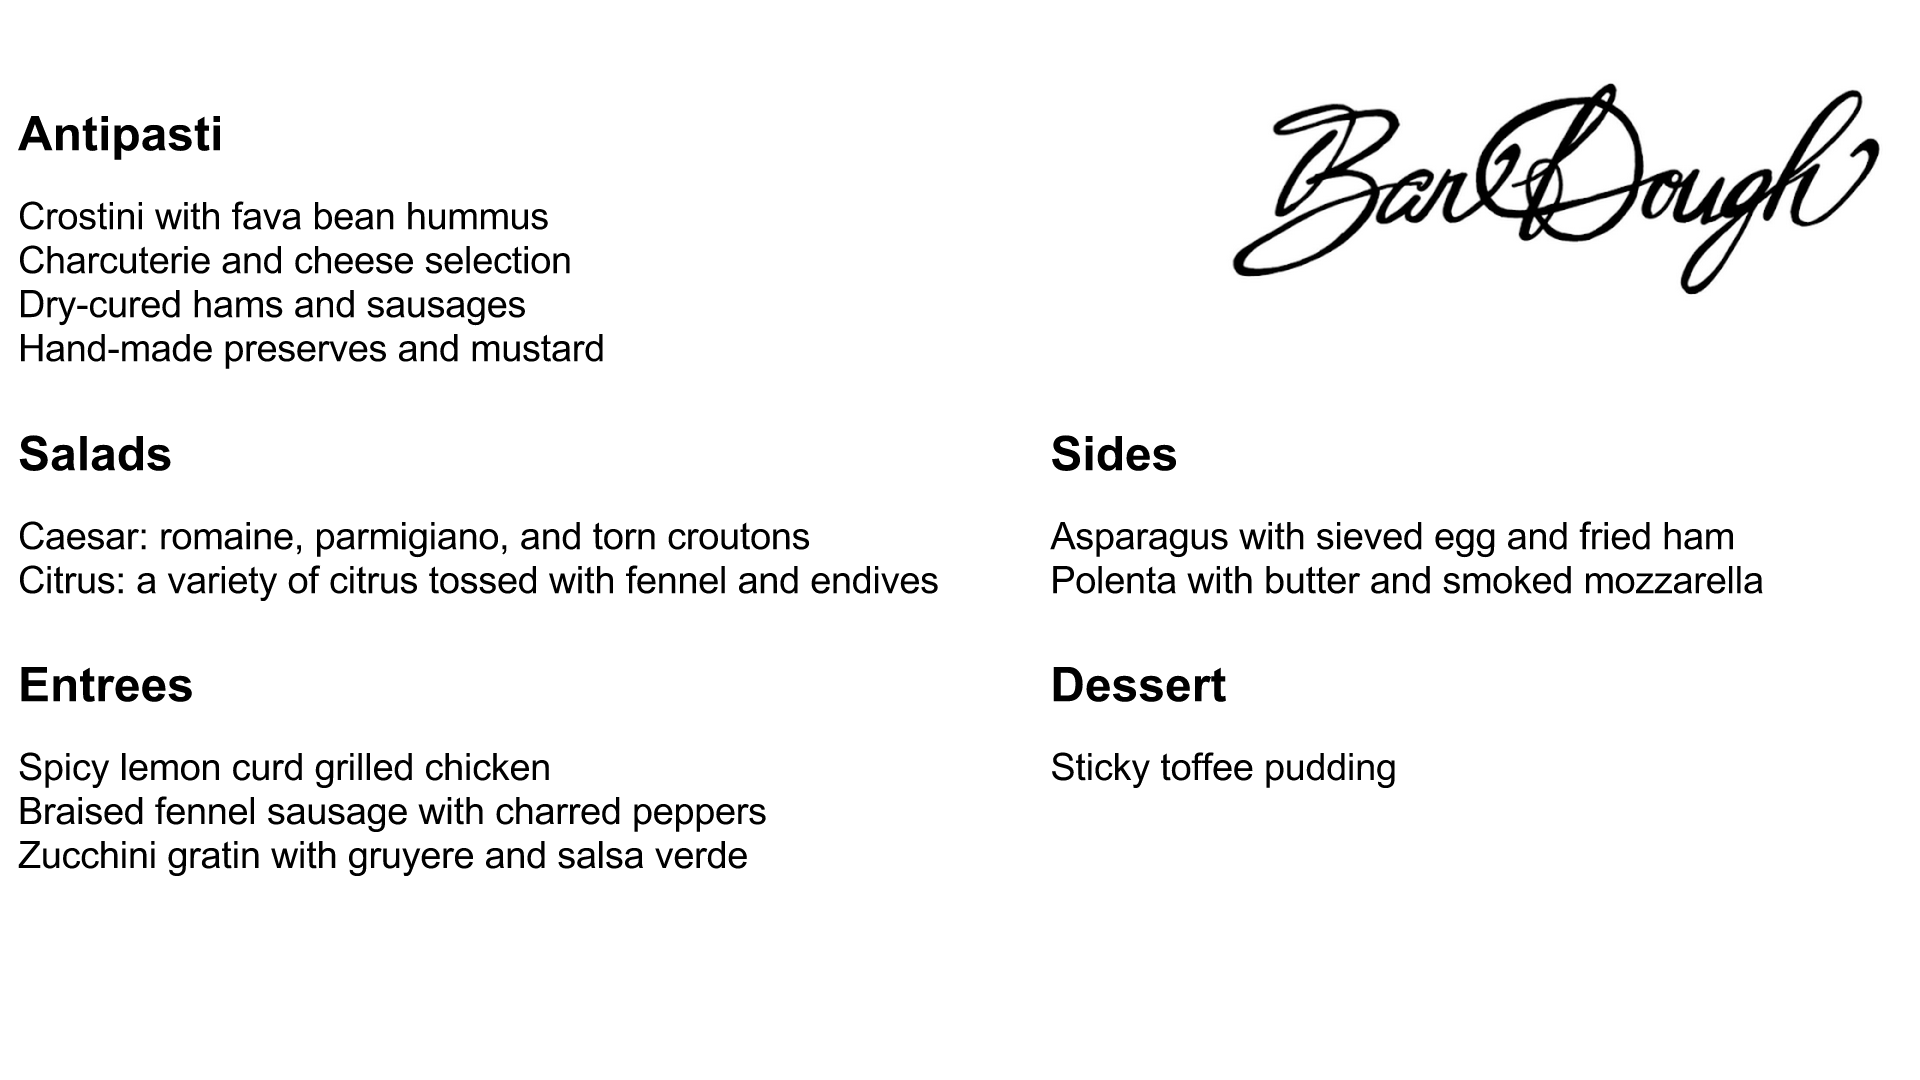 Bar Dough
Antipasti
Crostini with fava bean hummus
Charcuterie and cheese selection
Dry-cured hams and sausages
Hand-made preserves and mustard
Salads
Caesar: romaine, parmigiano, and torn croutons
Citrus: a variety of citrus tossed with fennel and endives
Entrees
Spicy lemon curd grilled chicken
Braised fennel sausage with charred peppers
Zucchini gratin with gruyere and salsa verde
Sides
Asparagus with sieved egg and fried ham
Polenta with butter and smoked mozzarella
Dessert
Sticky toffee pudding